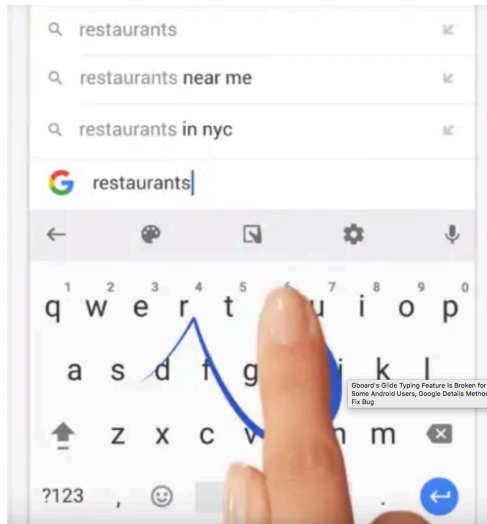 restaurants
restaurants near me
restaurants in nyc
G restaurants
1 2 3 4 5 6 7 8 9 0
q w e r t u i o p
a s d f g j k l
Gboard's Glide Typing Feature Is Broken for
Some Android Users, Google Details Method
Fix Bug
z x c v n m
?123 , .